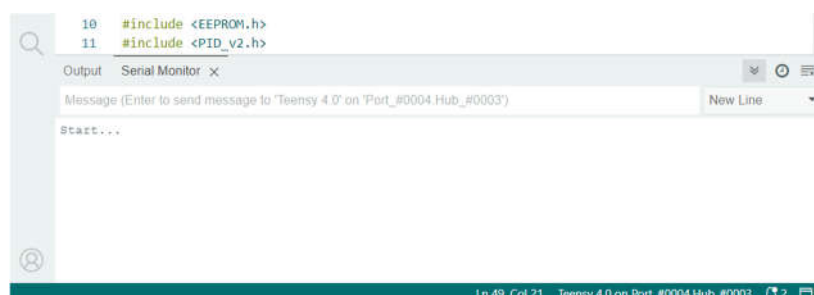 10 #include <EEPROM.h>
11 #include <PID_v2.h>
Output Serial Monitor ×
Message (Enter to send message to 'Teensy 4.0' on 'Port_#0004.Hub_#0003') New Line
Start...
Ln 49, Col 21 Teensy 4.0 on Port_#0004.Hub_#0003 2